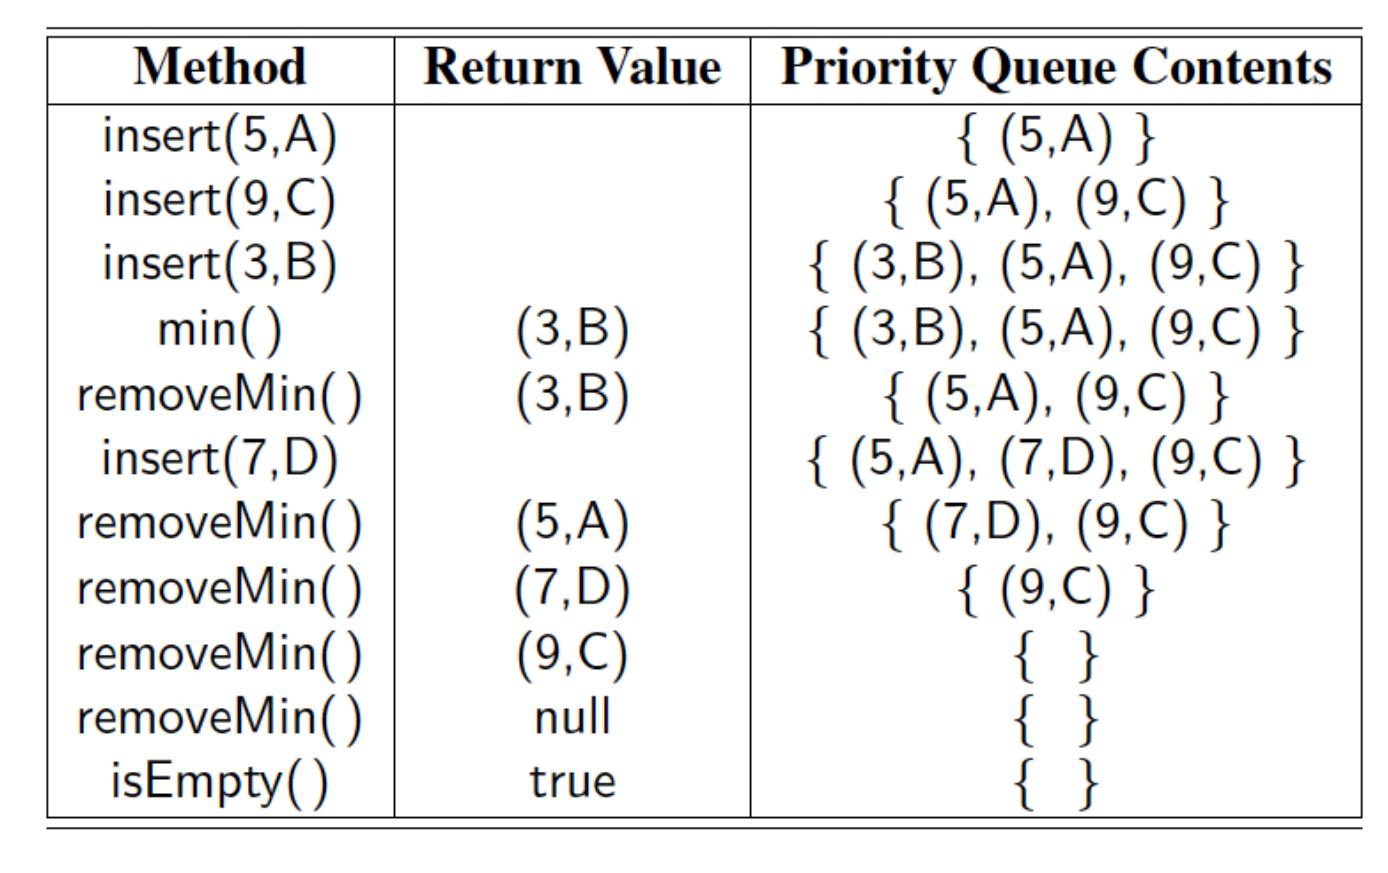 Method Return Value Priority Queue Contents
insert(5,A) { (5,A) }
insert(9,C) { (5,A), (9,C) }
insert(3,B) { (3,B), (5,A), (9,C) }
min( ) (3,B) { (3,B), (5,A), (9,C) }
removeMin( ) (3,B) { (5,A), (9,C) }
insert(7,D) { (5,A), (7,D), (9,C) }
removeMin( ) (5,A) { (7,D), (9,C) }
removeMin( ) (7,D) { (9,C) }
removeMin( ) (9,C) { }
removeMin( ) null { }
isEmpty( ) true { }